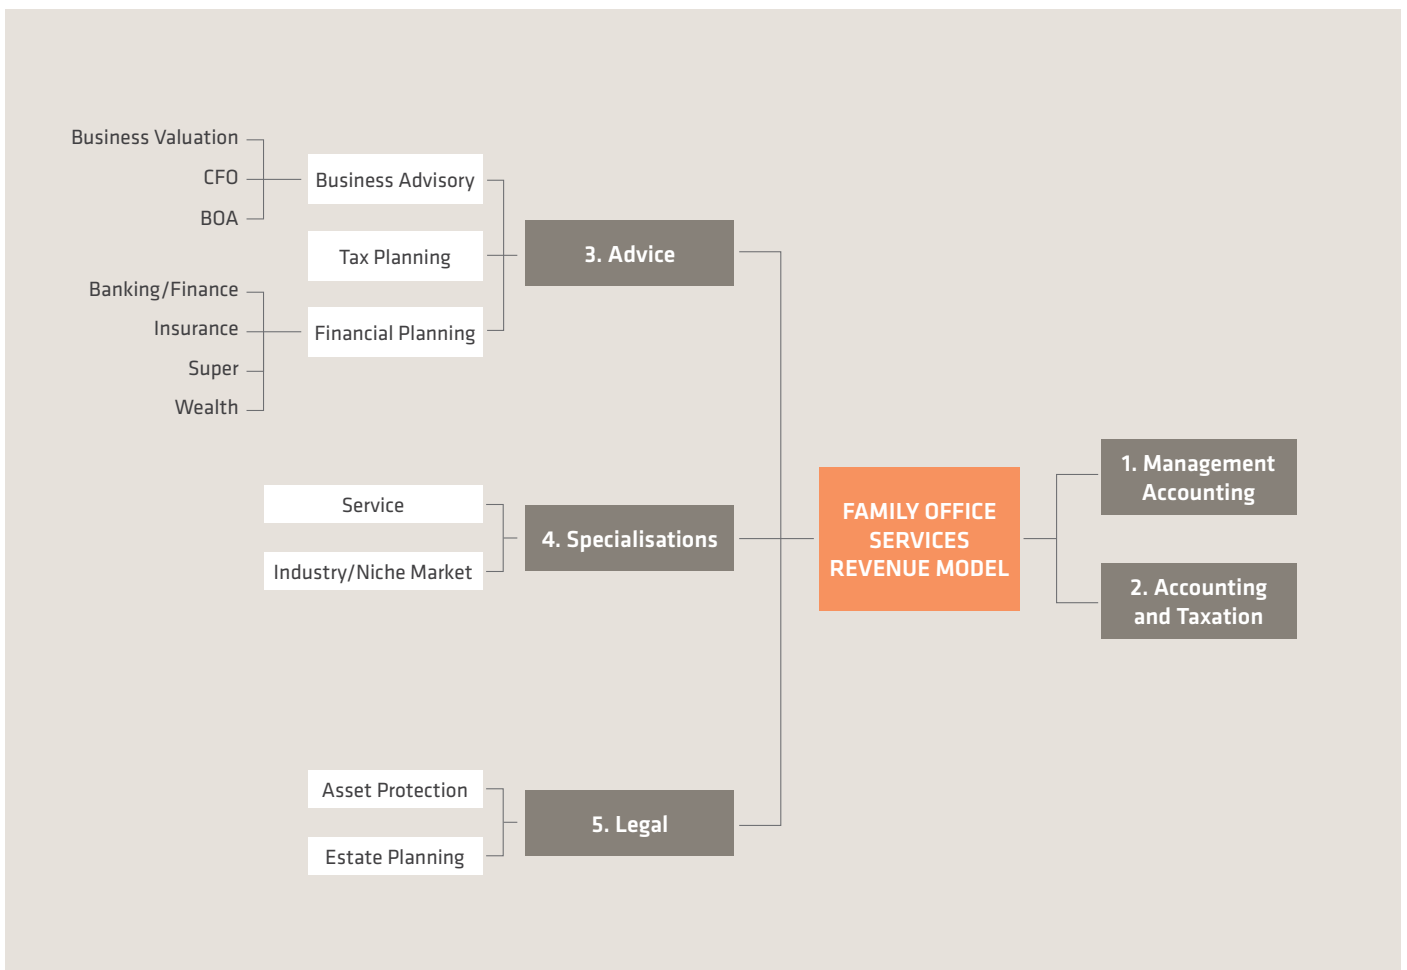 Business Valuation
CFO
BOA
Business Advisory
Tax Planning
3. Advice
Banking/Finance
Insurance
Super
Wealth
Financial Planning
Service
Industry/Niche Market
4. Specialisations
FAMILY OFFICE
SERVICES
REVENUE MODEL
1. Management
Accounting
2. Accounting
and Taxation
Asset Protection
Estate Planning
5. Legal